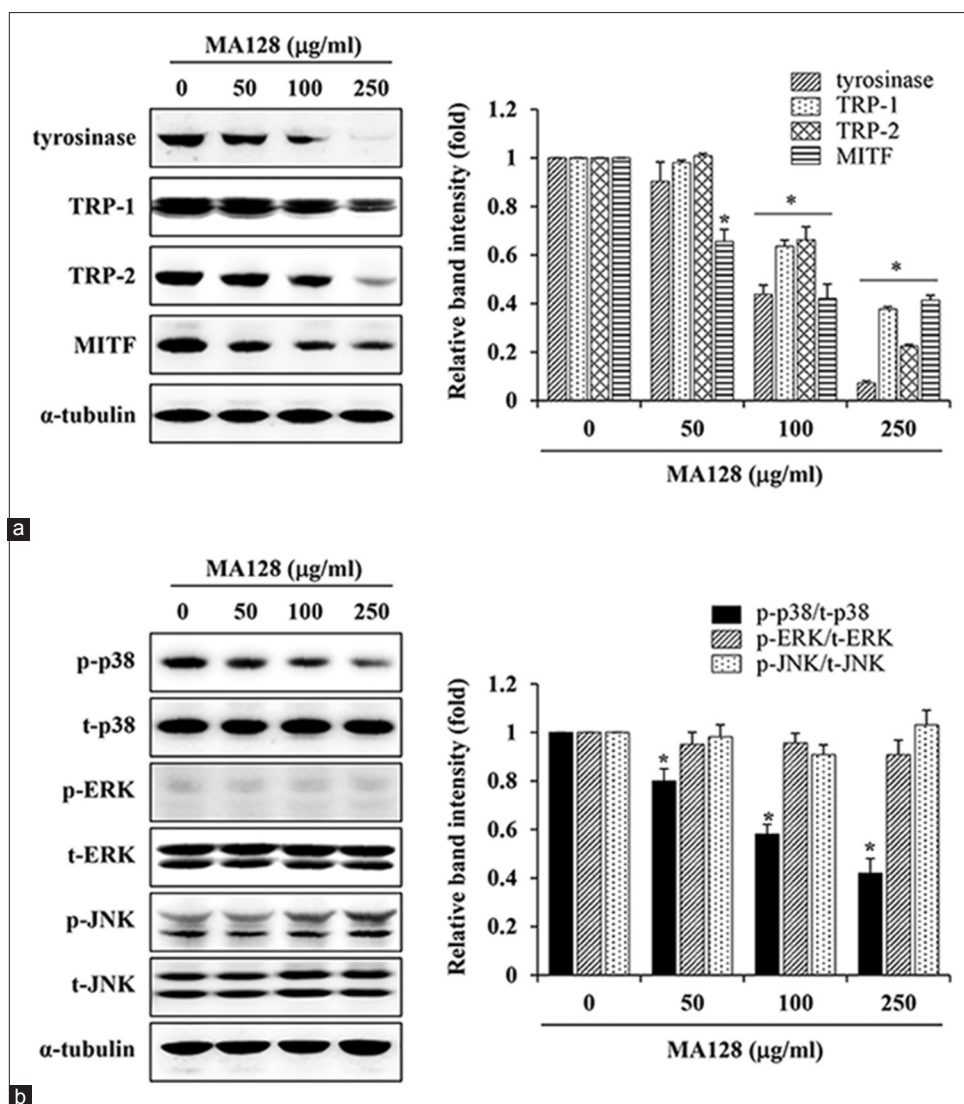 MA128 (μg/ml)
0 50 100 250
tyrosinase
TRP-1
TRP-2
MITF
α-tubulin
tyrosinase
TRP-1
TRP-2
MITF
Relative band intensity (fold)
1.2
1
0.8
0.6
0.4
0.2
0
*
*
*
0 50 100 250
MA128 (μg/ml)
a
MA128 (μg/ml)
0 50 100 250
p-p38
t-p38
p-ERK
t-ERK
p-JNK
t-JNK
α-tubulin
p-p38/t-p38
p-ERK/t-ERK
p-JNK/t-JNK
Relative band intensity (fold)
1.2
1
0.8
0.6
0.4
0.2
0
*
*
*
0 50 100 250
MA128 (μg/ml)
b